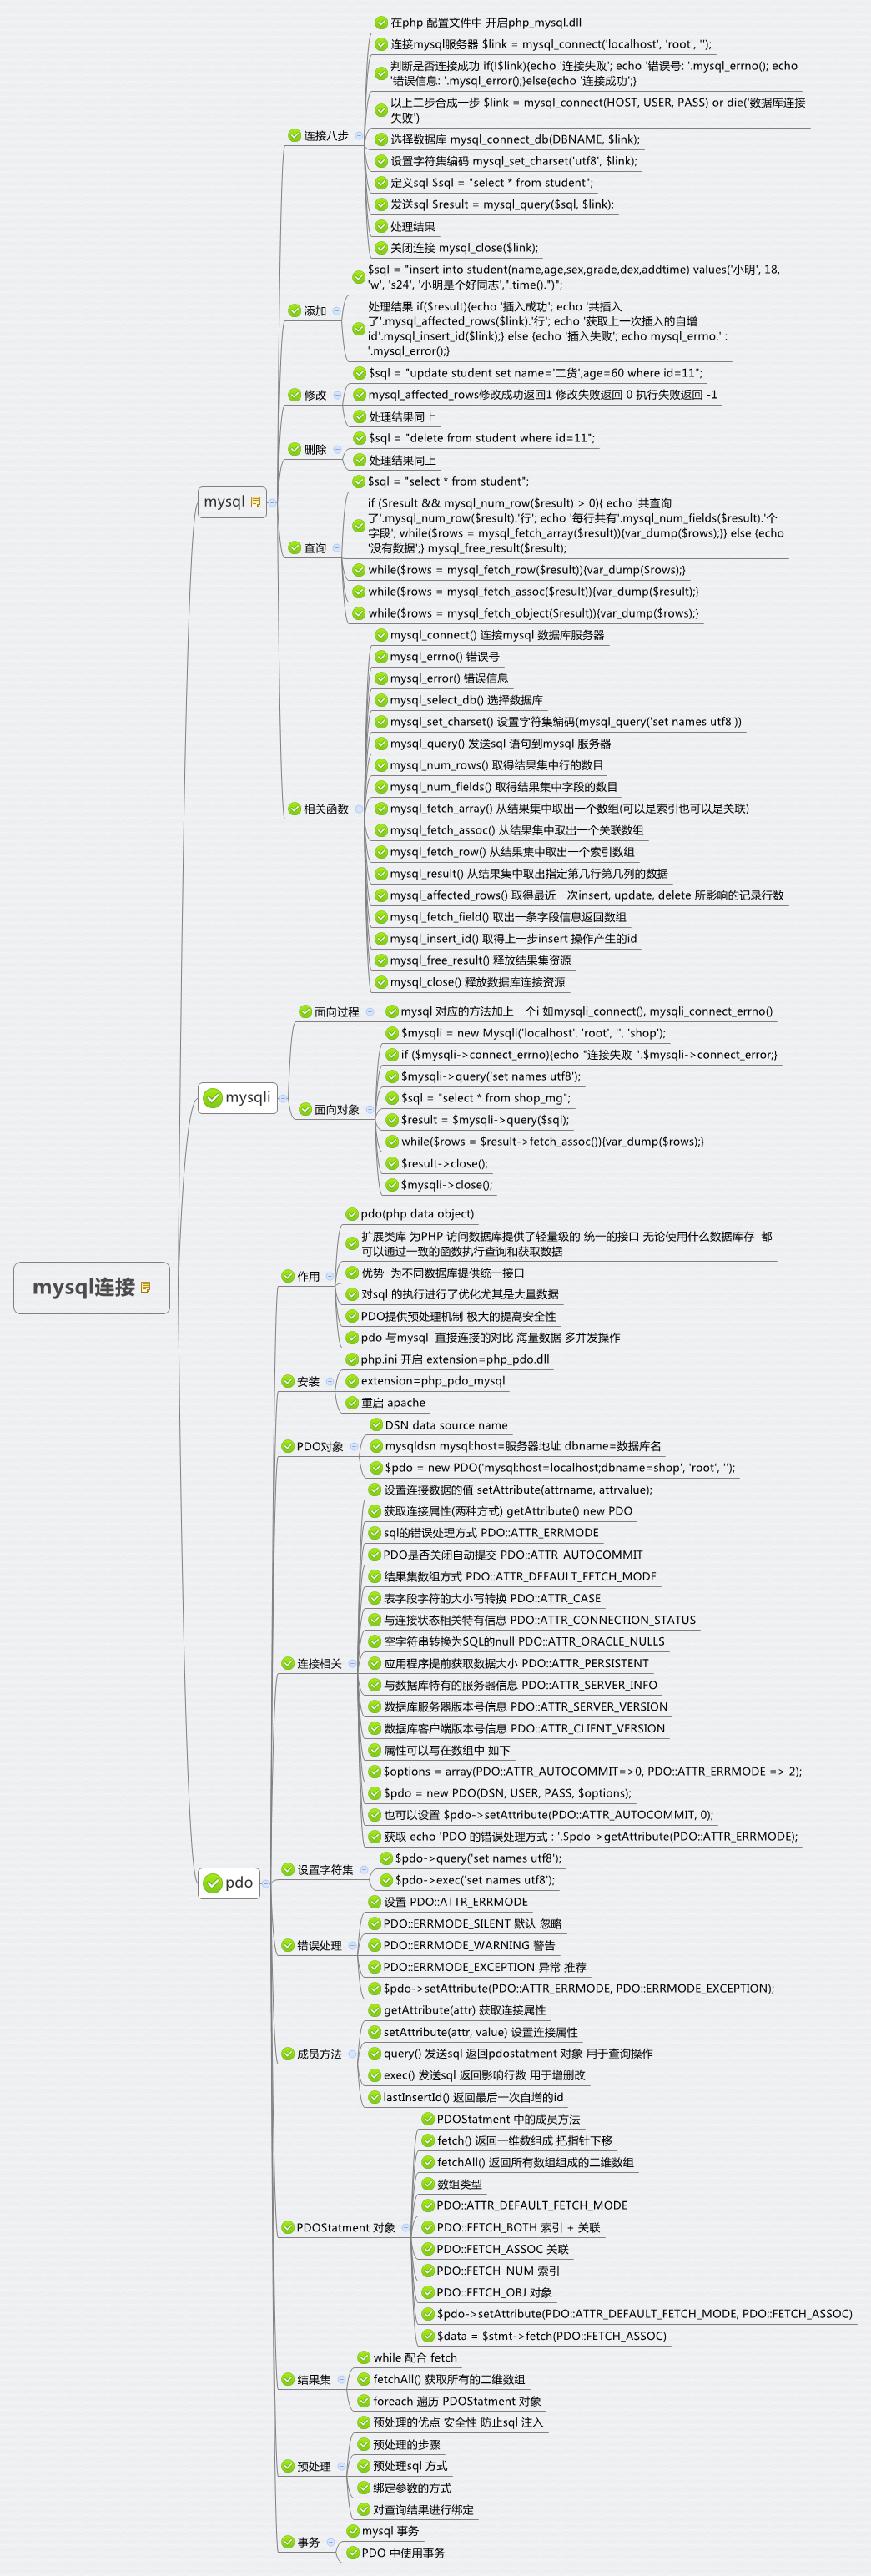 mysql连接
mysql
连接八步
在php 配置文件中 开启php_mysql.dll
连接mysql服务器 $link = mysql_connect('localhost', 'root', '');
判断是否连接成功 if(!$link){echo '连接失败'; echo '错误号: '.mysql_errno(); echo
'错误信息: '.mysql_error();}else{echo '连接成功';}
以上二步合成一步 $link = mysql_connect(HOST, USER, PASS) or die('数据库连接
失败')
选择数据库 mysql_connect_db(DBNAME, $link);
设置字符集编码 mysql_set_charset('utf8', $link);
定义sql $sql = "select * from student";
发送sql $result = mysql_query($sql, $link);
处理结果
关闭连接 mysql_close($link);
添加
$sql = "insert into student(name,age,sex,grade,dex,addtime) values('小明', 18,
'w', 's24', '小明是个好同志',".time().")";
处理结果 if($result){echo '插入成功'; echo '共插入
了'.mysql_affected_rows($link).'行'; echo '获取上一次插入的自增
id'.mysql_insert_id($link);} else {echo '插入失败'; echo mysql_errno.' :
'.mysql_error();}
修改
$sql = "update student set name='二货',age=60 where id=11";
mysql_affected_rows修改成功返回1 修改失败返回 0 执行失败返回 -1
处理结果同上
删除
$sql = "delete from student where id=11";
处理结果同上
查询
$sql = "select * from student";
if ($result && mysql_num_row($result) > 0){ echo '共查询
了'.mysql_num_row($result).'行'; echo '每行共有'.mysql_num_fields($result).'个
字段'; while($rows = mysql_fetch_array($result)){var_dump($rows);}} else {echo
'没有数据';} mysql_free_result($result);
while($rows = mysql_fetch_row($result)){var_dump($rows);}
while($rows = mysql_fetch_assoc($result)){var_dump($result);}
while($rows = mysql_fetch_object($result)){var_dump($rows);}
相关函数
mysql_connect() 连接mysql 数据库服务器
mysql_errno() 错误号
mysql_error() 错误信息
mysql_select_db() 选择数据库
mysql_set_charset() 设置字符集编码(mysql_query('set names utf8'))
mysql_query() 发送sql 语句到mysql 服务器
mysql_num_rows() 取得结果集中行的数目
mysql_num_fields() 取得结果集中字段的数目
mysql_fetch_array() 从结果集中取出一个数组(可以是索引也可以是关联)
mysql_fetch_assoc() 从结果集中取出一个关联数组
mysql_fetch_row() 从结果集中取出一个索引数组
mysql_result() 从结果集中取出指定第几行第几列的数据
mysql_affected_rows() 取得最近一次insert, update, delete 所影响的记录行数
mysql_fetch_field() 取出一条字段信息返回数组
mysql_insert_id() 取得上一步insert 操作产生的id
mysql_free_result() 释放结果集资源
mysql_close() 释放数据库连接资源
mysqli
面向过程
mysql 对应的方法加上一个i 如mysqli_connect(), mysqli_connect_errno()
面向对象
$mysqli = new Mysqli('localhost', 'root', '', 'shop');
if ($mysqli->connect_errno){echo "连接失败 ".$mysqli->connect_error;}
$mysqli->query('set names utf8');
$sql = "select * from shop_mg";
$result = $mysqli->query($sql);
while($rows = $result->fetch_assoc()){var_dump($rows);}
$result->close();
$mysqli->close();
pdo
作用
pdo(php data object)
扩展类库 为PHP 访问数据库提供了轻量级的 统一的接口 无论使用什么数据库存  都
可以通过一致的函数执行查询和获取数据
优势  为不同数据库提供统一接口
对sql 的执行进行了优化尤其是大量数据
PDO提供预处理机制 极大的提高安全性
pdo 与mysql  直接连接的对比 海量数据 多并发操作
安装
php.ini 开启 extension=php_pdo.dll
extension=php_pdo_mysql
重启 apache
PDO对象
DSN data source name
mysqldsn mysql:host=服务器地址 dbname=数据库名
$pdo = new PDO('mysql:host=localhost;dbname=shop', 'root', '');
连接相关
设置连接数据的值 setAttribute(attrname, attrvalue);
获取连接属性(两种方式) getAttribute() new PDO
sql的错误处理方式 PDO::ATTR_ERRMODE
PDO是否关闭自动提交 PDO::ATTR_AUTOCOMMIT
结果集数组方式 PDO::ATTR_DEFAULT_FETCH_MODE
表字段字符的大小写转换 PDO::ATTR_CASE
与连接状态相关特有信息 PDO::ATTR_CONNECTION_STATUS
空字符串转换为SQL的null PDO::ATTR_ORACLE_NULLS
应用程序提前获取数据大小 PDO::ATTR_PERSISTENT
与数据库特有的服务器信息 PDO::ATTR_SERVER_INFO
数据库服务器版本号信息 PDO::ATTR_SERVER_VERSION
数据库客户端版本号信息 PDO::ATTR_CLIENT_VERSION
属性可以写在数组中 如下
$options = array(PDO::ATTR_AUTOCOMMIT=>0, PDO::ATTR_ERRMODE => 2);
$pdo = new PDO(DSN, USER, PASS, $options);
也可以设置 $pdo->setAttribute(PDO::ATTR_AUTOCOMMIT, 0);
获取 echo 'PDO 的错误处理方式 : '.$pdo->getAttribute(PDO::ATTR_ERRMODE);
设置字符集
$pdo->query('set names utf8');
$pdo->exec('set names utf8');
错误处理
设置 PDO::ATTR_ERRMODE
PDO::ERRMODE_SILENT 默认 忽略
PDO::ERRMODE_WARNING 警告
PDO::ERRMODE_EXCEPTION 异常 推荐
$pdo->setAttribute(PDO::ATTR_ERRMODE, PDO::ERRMODE_EXCEPTION);
成员方法
getAttribute(attr) 获取连接属性
setAttribute(attr, value) 设置连接属性
query() 发送sql 返回pdostatment 对象 用于查询操作
exec() 发送sql 返回影响行数 用于增删改
lastInsertId() 返回最后一次自增的id
PDOStatment 对象
PDOStatment 中的成员方法
fetch() 返回一维数组成 把指针下移
fetchAll() 返回所有数组组成的二维数组
数组类型
PDO::ATTR_DEFAULT_FETCH_MODE
PDO::FETCH_BOTH 索引 + 关联
PDO::FETCH_ASSOC 关联
PDO::FETCH_NUM 索引
PDO::FETCH_OBJ 对象
$pdo->setAttribute(PDO::ATTR_DEFAULT_FETCH_MODE, PDO::FETCH_ASSOC)
$data = $stmt->fetch(PDO::FETCH_ASSOC)
结果集
while 配合 fetch
fetchAll() 获取所有的二维数组
foreach 遍历 PDOStatment 对象
预处理
预处理的优点 安全性 防止sql 注入
预处理的步骤
预处理sql 方式
绑定参数的方式
对查询结果进行绑定
事务
mysql 事务
PDO 中使用事务